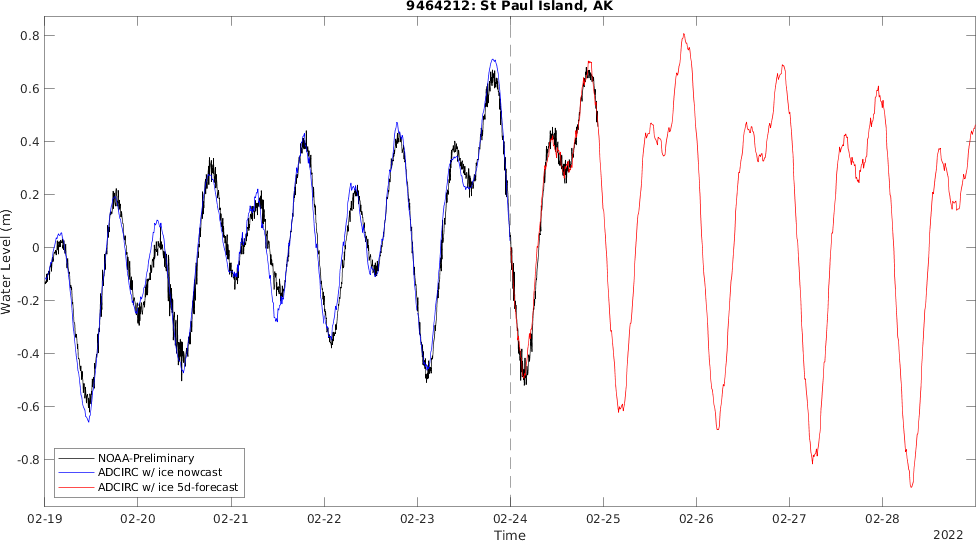 9464212: St Paul Island, AK
0.8
0.6
0.4
0.2
0
-0.2
-0.4
-0.6
-0.8
Water Level (m)
NOAA-Preliminary
ADCIRC w/ ice nowcast
ADCIRC w/ ice 5d-forecast
02-19 02-20 02-21 02-22 02-23 02-24 02-25 02-26 02-27 02-28
Time
2022